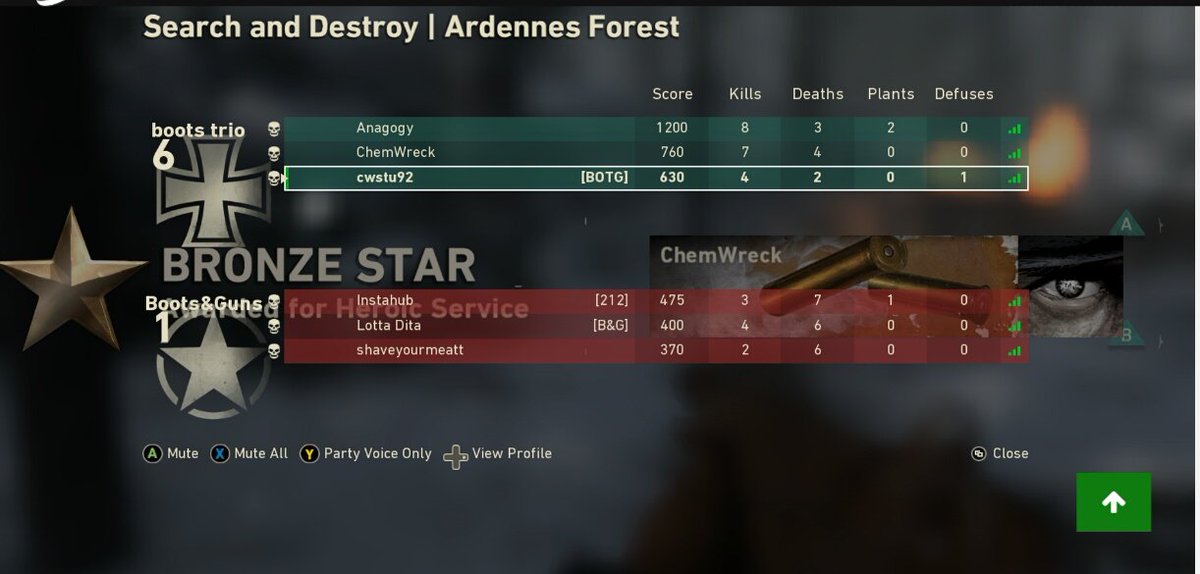 Search and Destroy | Ardennes Forest
Score Kills Deaths Plants Defuses
boots trio
6
Anagogy 1200 8 3 2 0
ChemWreck 760 7 4 0 0
cwstu92 [BOTG] 630 4 2 0 1
A
BRONZE STAR
ChemWreck
Boots&Guns
1
for Heroic Service
Instahub [212] 475 3 7 1 0
Lotta Dita [B&G] 400 4 6 0 0
shaveyourmeatt 370 2 6 0 0
B
A Mute X Mute All Y Party Voice Only View Profile Close